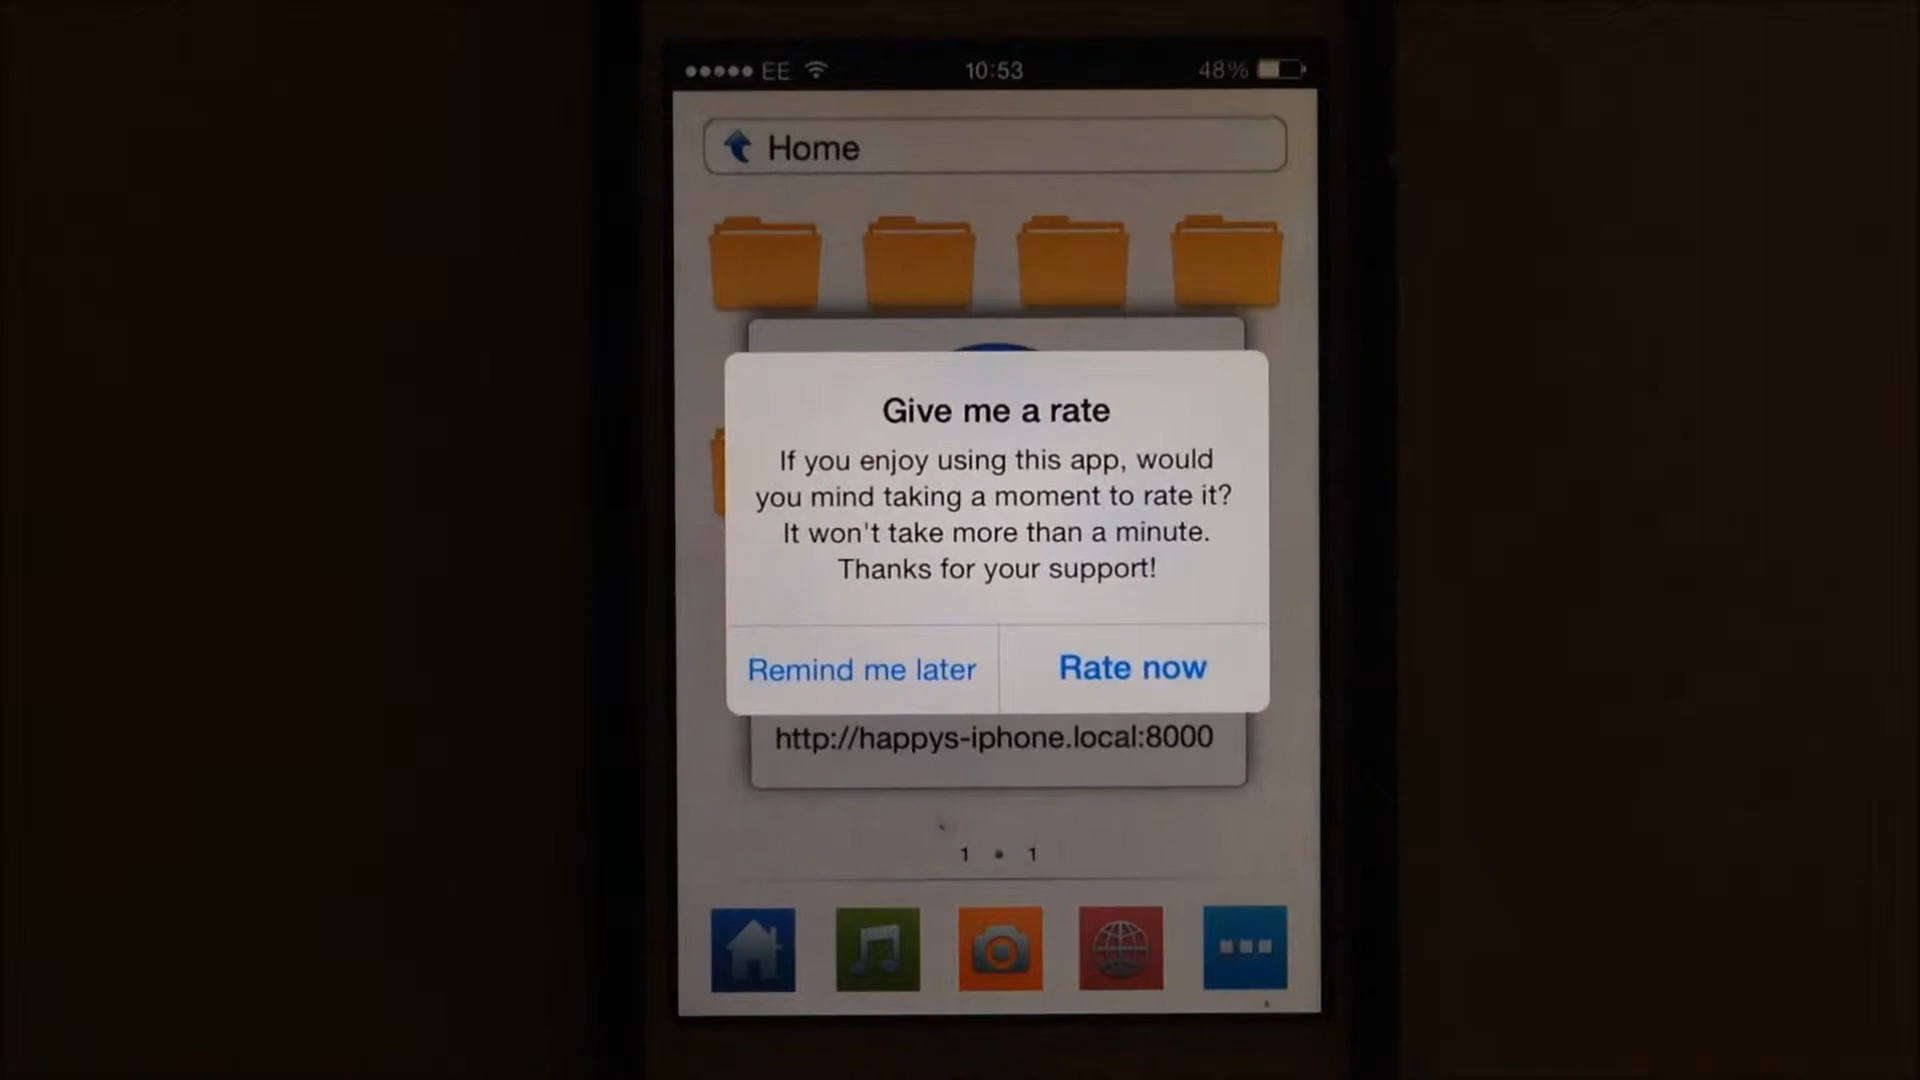 EE 10:53 48%
Home
Give me a rate
If you enjoy using this app, would
you mind taking a moment to rate it?
It won't take more than a minute.
Thanks for your support!
Remind me later Rate now
http://happys-iphone.local:8000
1 1